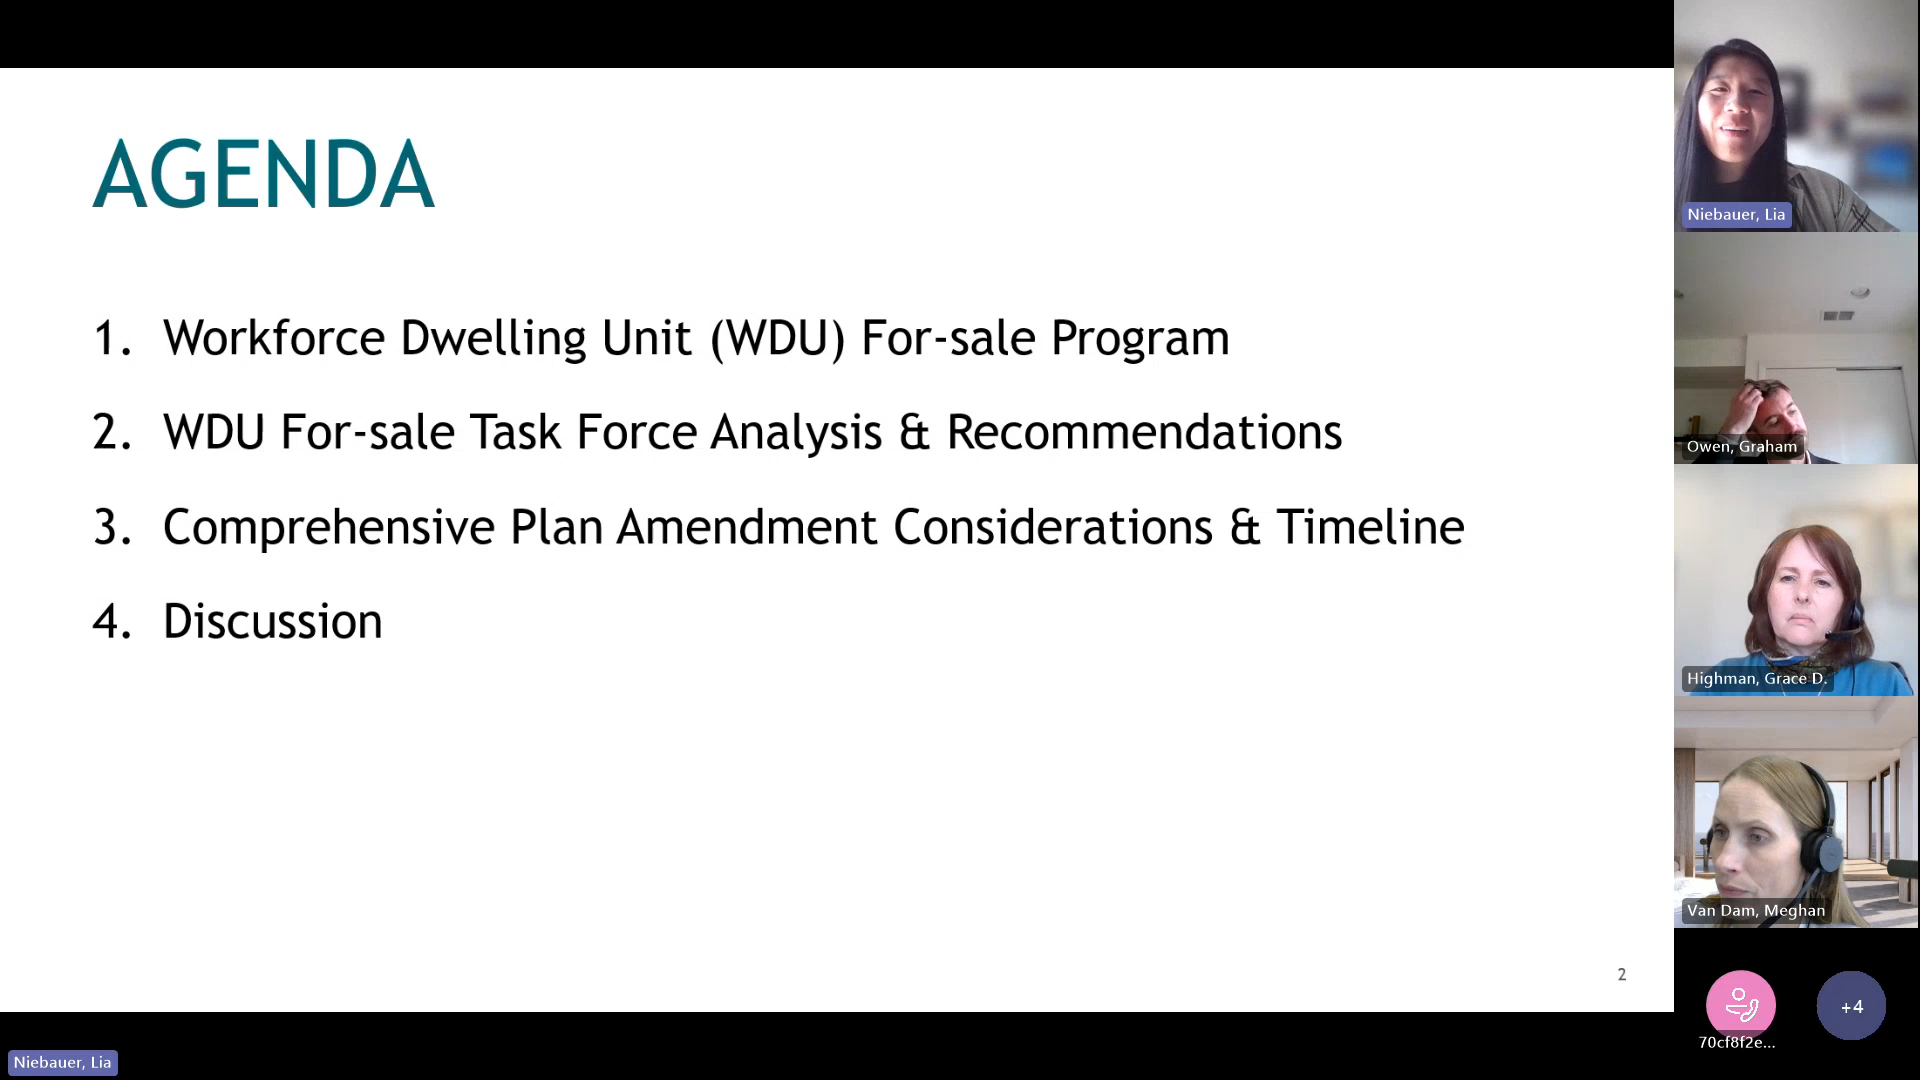 AGENDA
1. Workforce Dwelling Unit (WDU) For-sale Program
2. WDU For-sale Task Force Analysis & Recommendations
3. Comprehensive Plan Amendment Considerations & Timeline
4. Discussion
2
Niebauer, Lia
Niebauer, Lia
Owen, Graham
Highman, Grace D.
Van Dam, Meghan
70cf8f2e...
+4